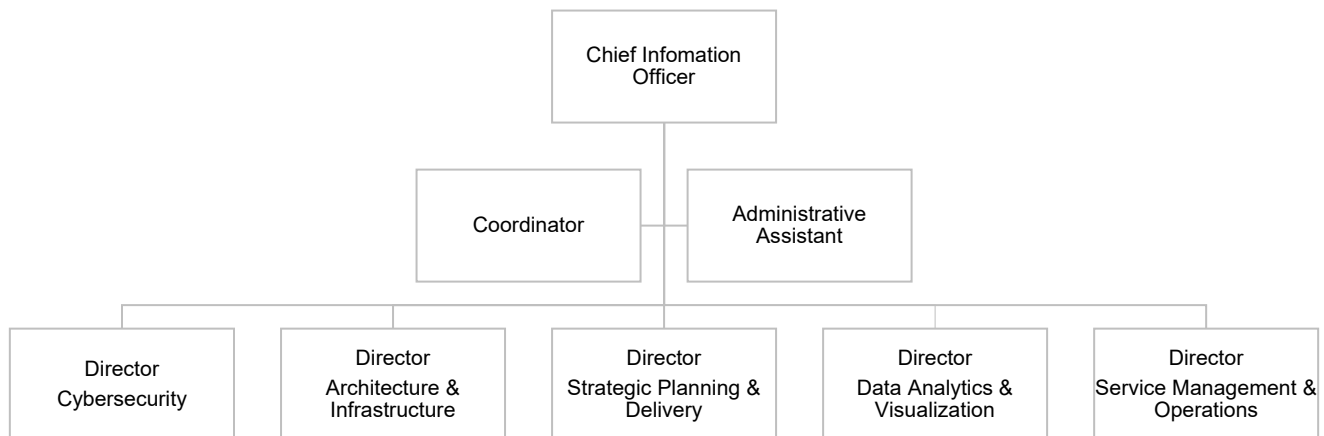 Chief Infomation
Officer
Coordinator
Administrative
Assistant
Director
Cybersecurity
Director
Architecture &
Infrastructure
Director
Strategic Planning &
Delivery
Director
Data Analytics &
Visualization
Director
Service Management &
Operations